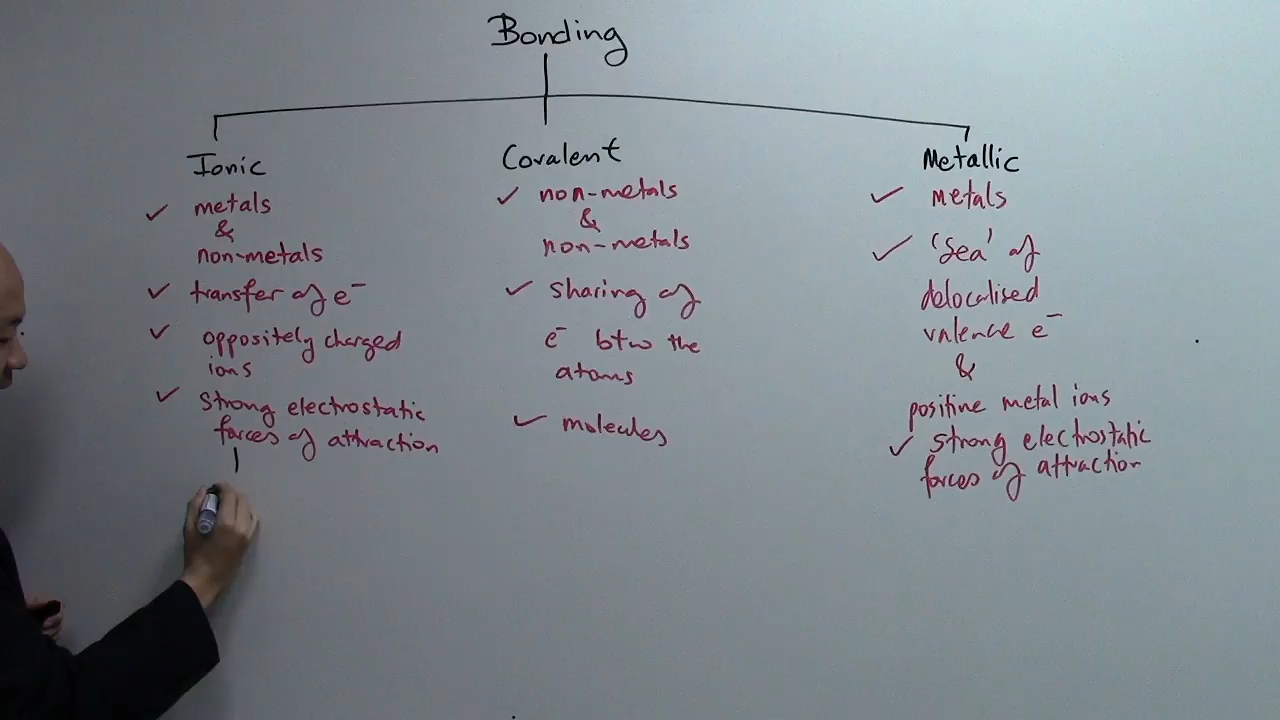 Bonding
Ionic
✓ metals
&
non-metals
✓ transfer of e⁻
✓ oppositely charged
ions
✓ strong electrostatic
forces of attraction
Covalent
✓ non-metals
&
non-metals
✓ sharing of
e⁻ btw the
atoms
✓ molecules
Metallic
✓ metals
✓ 'Sea' of
delocalised
valence e⁻
&
positive metal ions
✓ strong electrostatic
forces of attraction